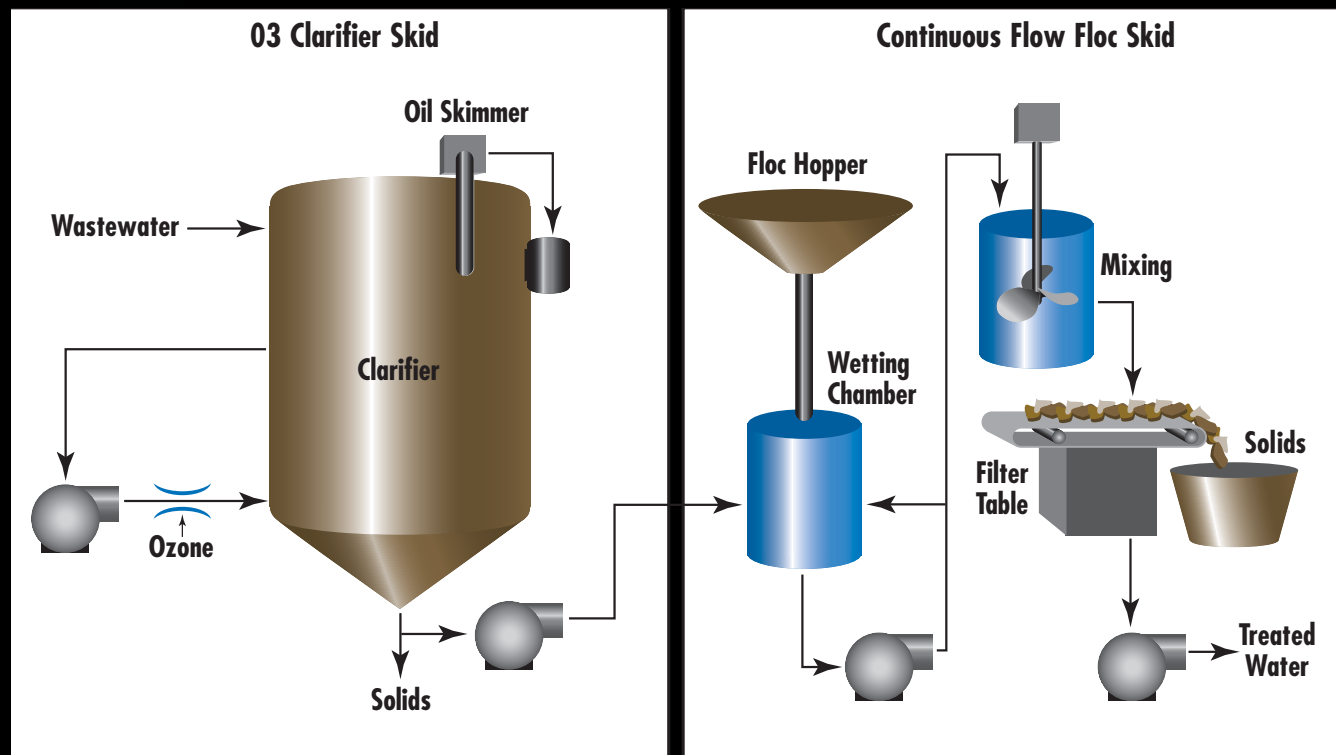 03 Clarifier Skid
Oil Skimmer
Wastewater
Clarifier
Ozone
Solids
Continuous Flow Floc Skid
Floc Hopper
Mixing
Wetting
Chamber
Filter
Table
Solids
Treated
Water